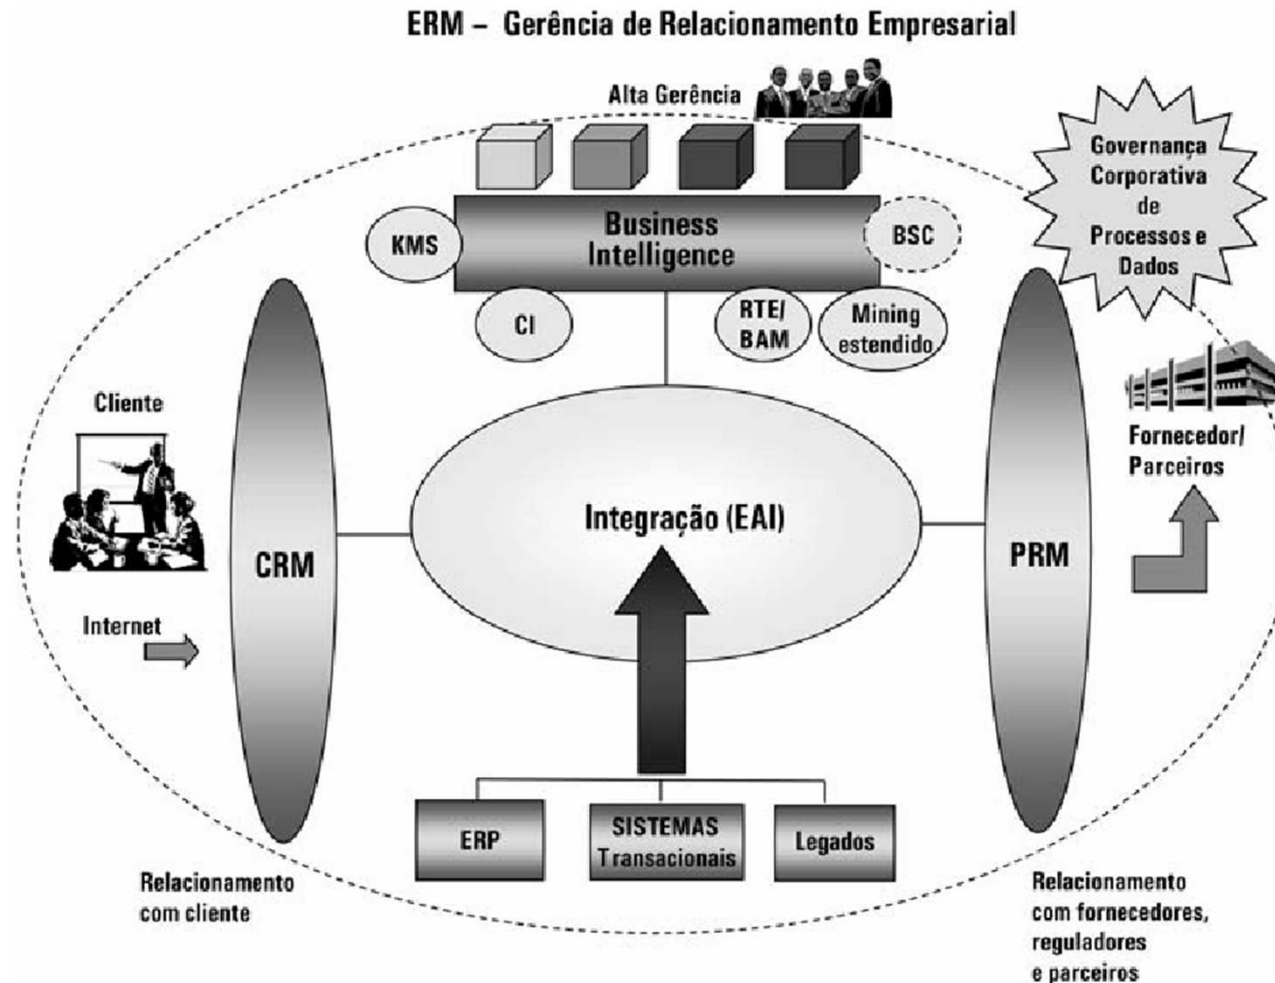 ERM – Gerência de Relacionamento Empresarial
Alta Gerência
Governança
Corporativa
de
Processos e
Dados
Business
Intelligence
KMS
BSC
CI
RTE/
BAM
Mining
estendido
Cliente
Fornecedor/
Parceiros
Integração (EAI)
CRM
PRM
Internet
ERP
SISTEMAS
Transacionais
Legados
Relacionamento
com cliente
Relacionamento
com fornecedores,
reguladores
e parceiros